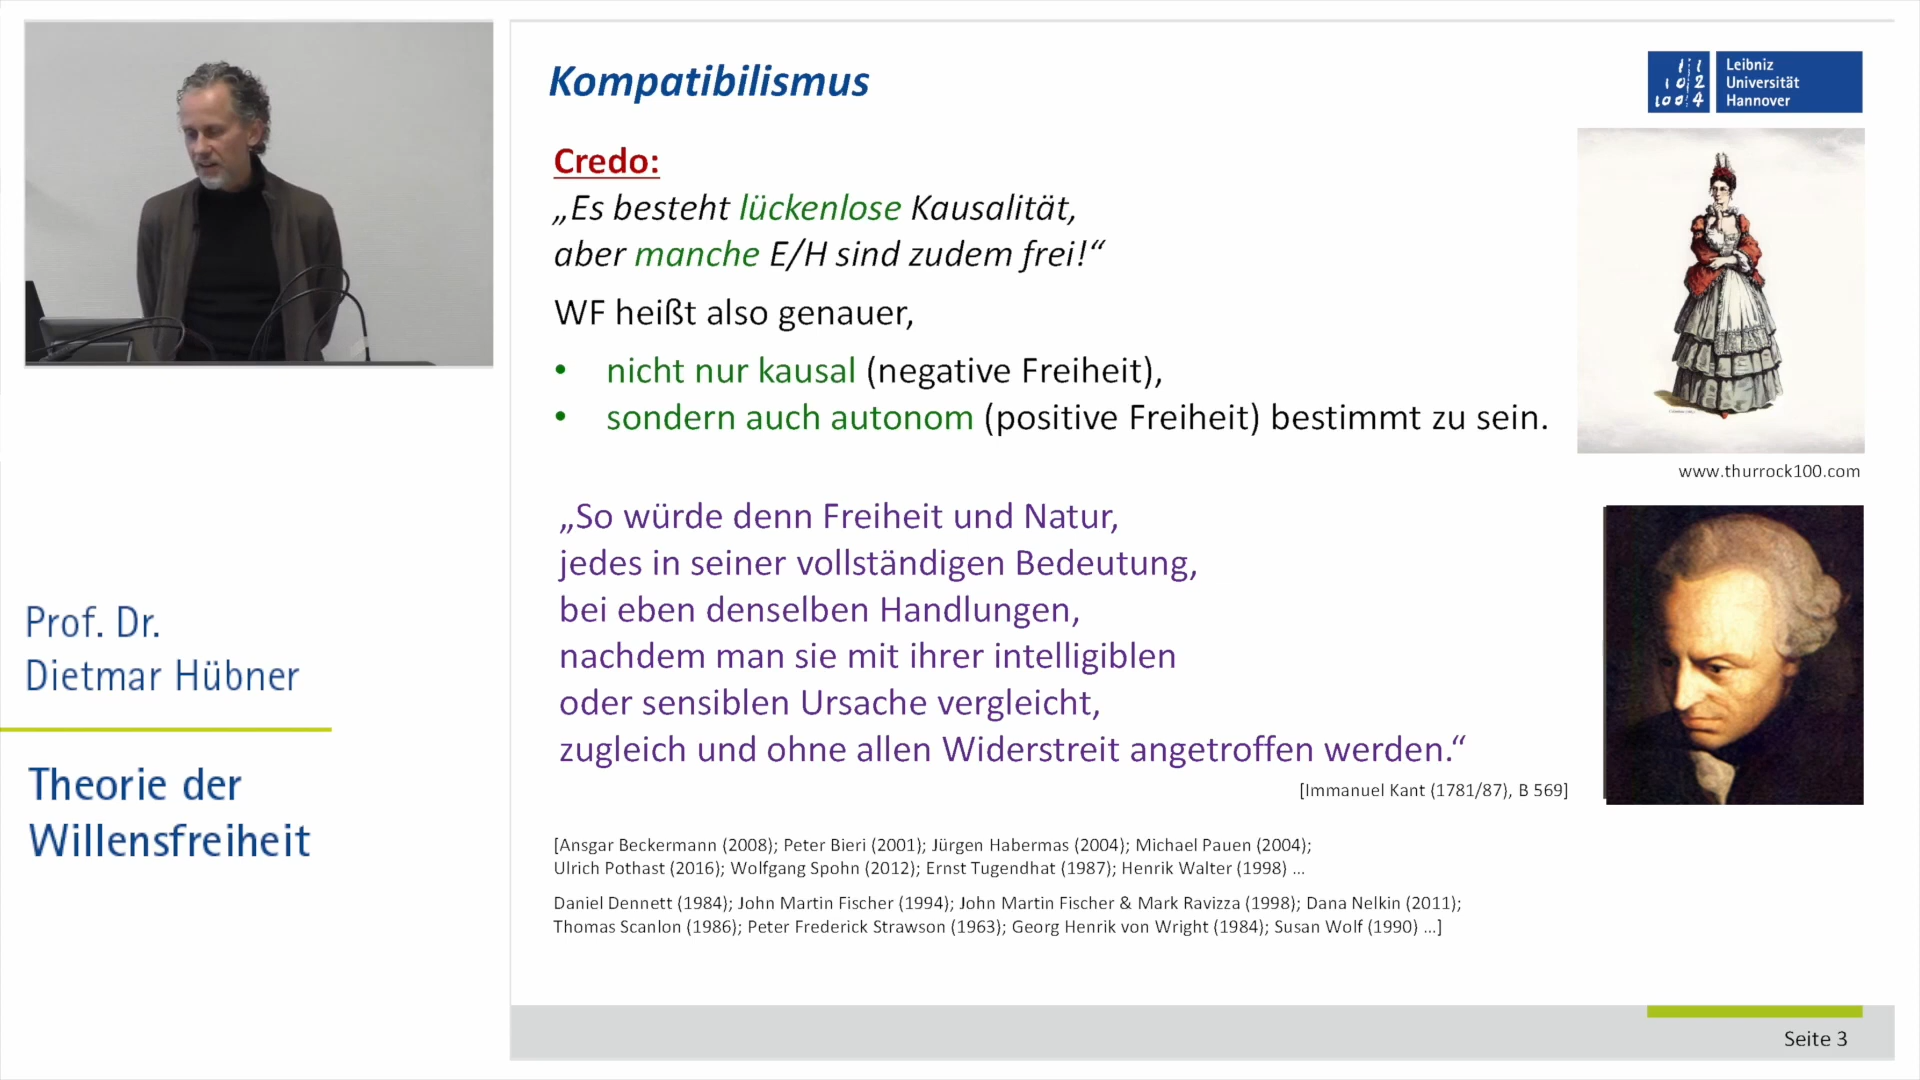 Kompatibilismus
Leibniz
Universität
Hannover
Credo:
„Es besteht lückenlose Kausalität,
aber manche E/H sind zudem frei!“
WF heißt also genauer,
• nicht nur kausal (negative Freiheit),
• sondern auch autonom (positive Freiheit) bestimmt zu sein.
www.thurrock100.com
„So würde denn Freiheit und Natur,
jedes in seiner vollständigen Bedeutung,
bei eben denselben Handlungen,
nachdem man sie mit ihrer intelligiblen
oder sensiblen Ursache vergleicht,
zugleich und ohne allen Widerstreit angetroffen werden.“
[Immanuel Kant (1781/87), B 569]
[Ansgar Beckermann (2008); Peter Bieri (2001); Jürgen Habermas (2004); Michael Pauen (2004);
Ulrich Pothast (2016); Wolfgang Spohn (2012); Ernst Tugendhat (1987); Henrik Walter (1998) ...
Daniel Dennett (1984); John Martin Fischer (1994); John Martin Fischer & Mark Ravizza (1998); Dana Nelkin (2011);
Thomas Scanlon (1986); Peter Frederick Strawson (1963); Georg Henrik von Wright (1984); Susan Wolf (1990) ...]
Prof. Dr.
Dietmar Hübner
Theorie der
Willensfreiheit
Seite 3